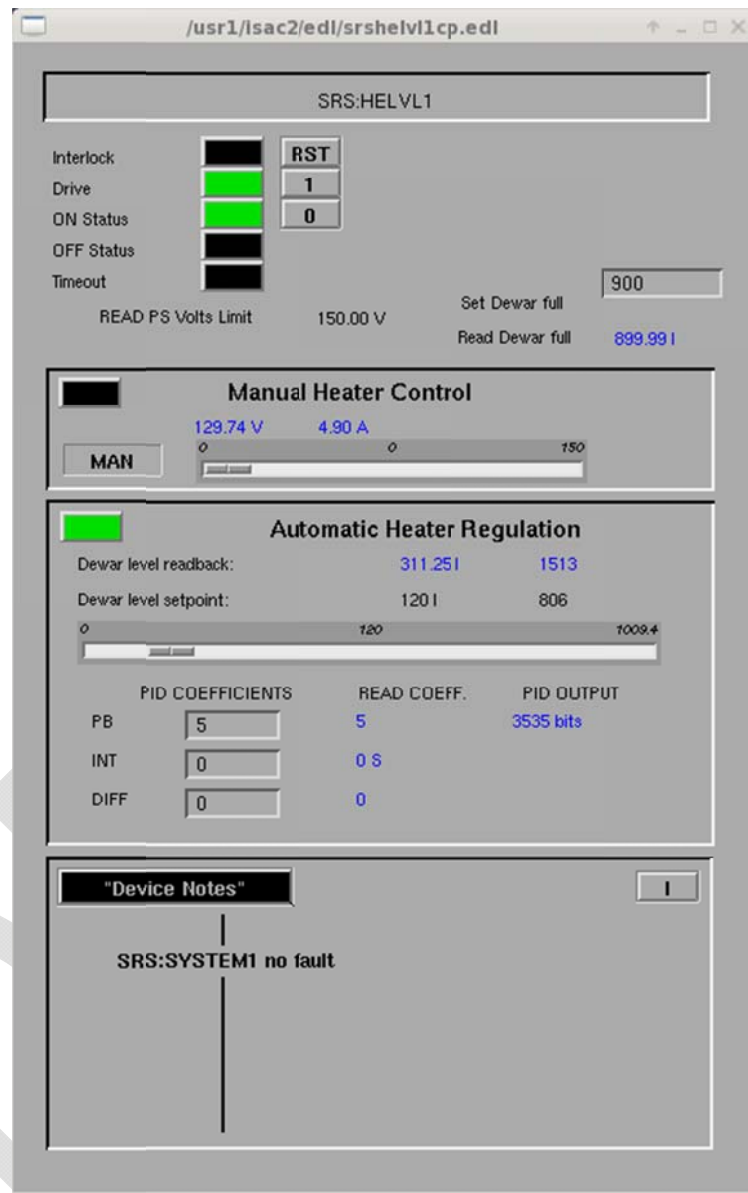 /usr1/isac2/edl/srshelvl1cp.edl
SRS:HELVL1
Interlock RST
Drive 1
ON Status 0
OFF Status
Timeout
900
READ PS Volts Limit 150.00 V Set Dewar full
Read Dewar full 899.99 l
Manual Heater Control
129.74 V 4.90 A
MAN 0 0 150
Automatic Heater Regulation
Dewar level readback: 311.25 l 1513
Dewar level setpoint: 120 l 806
0 120 1009.4
PID COEFFICIENTS READ COEFF. PID OUTPUT
PB 5 5 3535 bits
INT 0 0 S
DIFF 0 0
"Device Notes" I
SRS:SYSTEM1 no fault